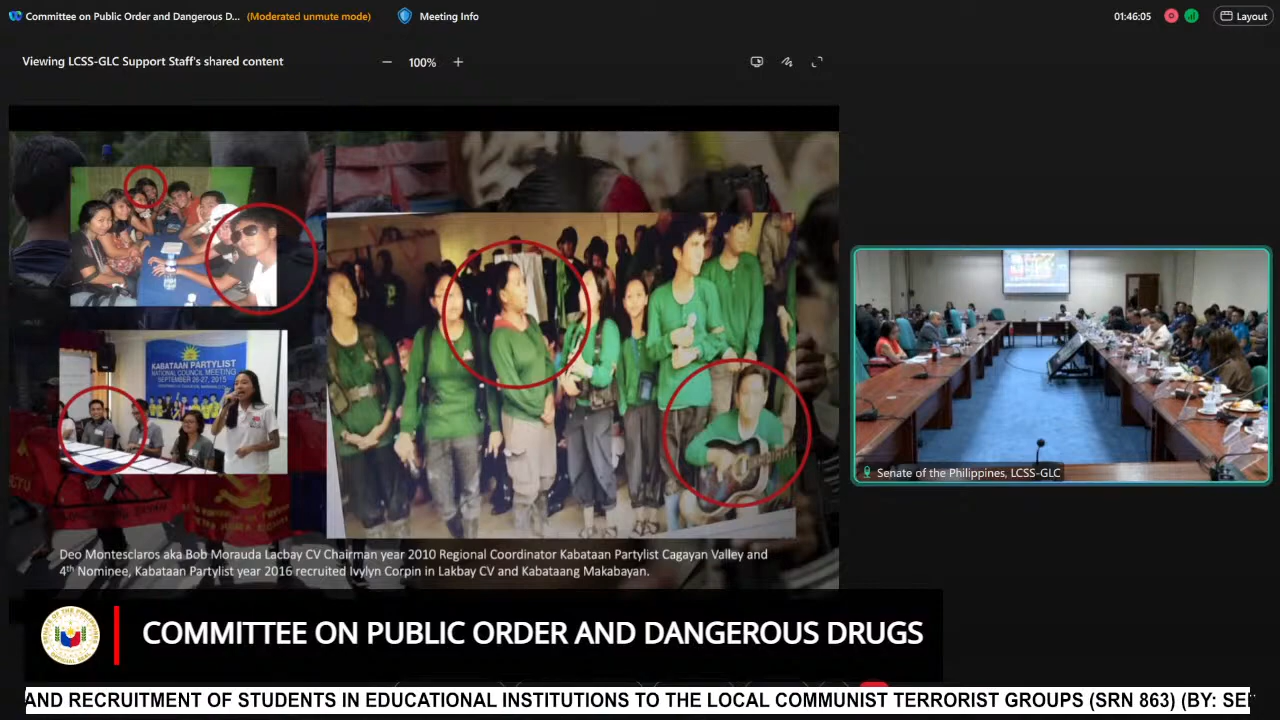 Committee on Public Order and Dangerous D... (Moderated unmute mode) Meeting Info 01:46:05 Layout
Viewing LCSS-GLC Support Staff's shared content 100%
KABATAAN PARTYLIST
NATIONAL COUNCIL MEETING
SEPTEMBER 26-27, 2015
Senate of the Philippines, LCSS-GLC
Deo Montesclaros aka Bob Morauda Lacbay CV Chairman year 2010 Regional Coordinator Kabataan Partylist Cagayan Valley and
4th Nominee, Kabataan Partylist year 2016 recruited Ivylyn Corpin in Lakbay CV and Kabataang Makabayan.
COMMITTEE ON PUBLIC ORDER AND DANGEROUS DRUGS
AND RECRUITMENT OF STUDENTS IN EDUCATIONAL INSTITUTIONS TO THE LOCAL COMMUNIST TERRORIST GROUPS (SRN 863) (BY: SE